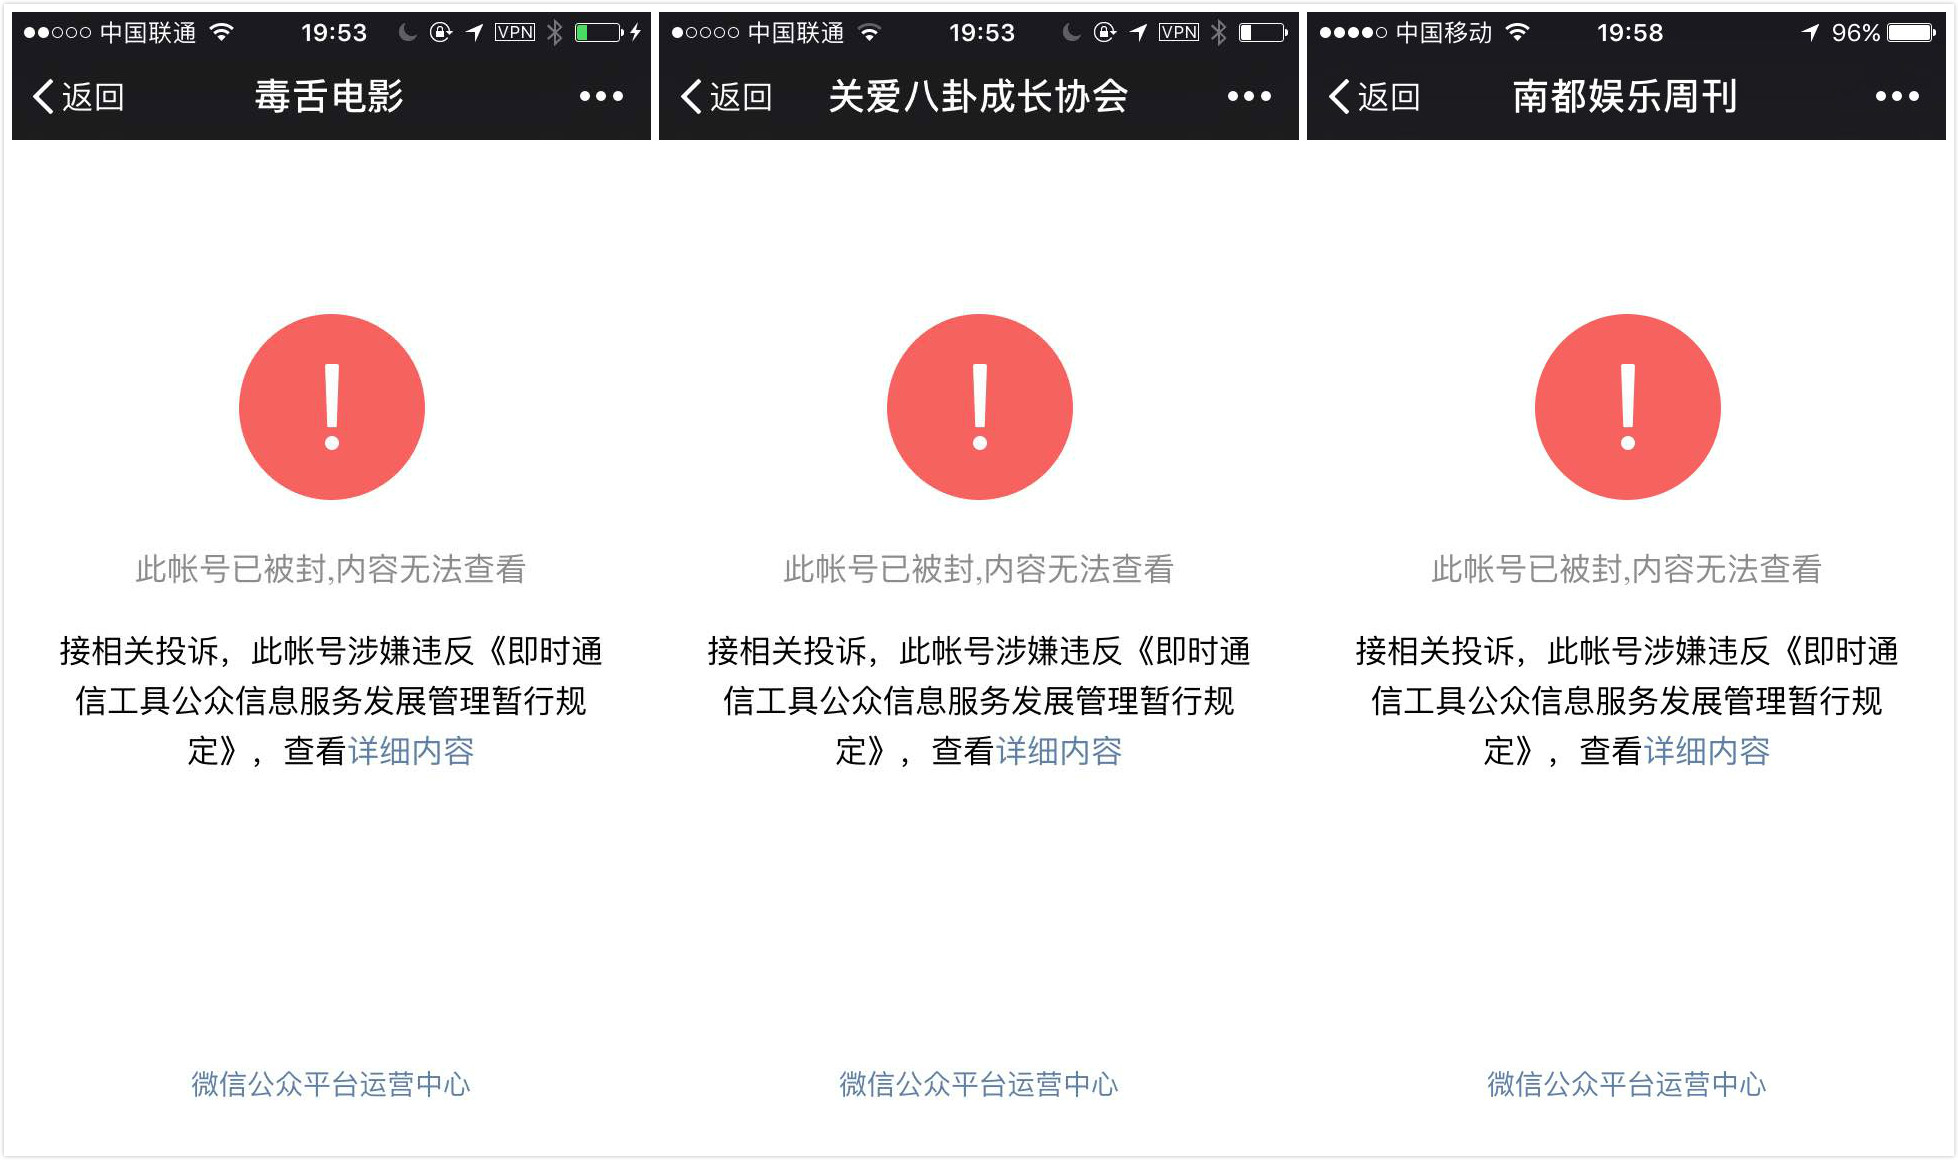 中国联通 19:53 VPN
返回 毒舌电影
此帐号已被封,内容无法查看
接相关投诉，此帐号涉嫌违反《即时通
信工具公众信息服务发展管理暂行规
定》，查看详细内容
微信公众平台运营中心
中国联通 19:53 VPN
返回 关爱八卦成长协会
此帐号已被封,内容无法查看
接相关投诉，此帐号涉嫌违反《即时通
信工具公众信息服务发展管理暂行规
定》，查看详细内容
微信公众平台运营中心
中国移动 19:58 96%
返回 南都娱乐周刊
此帐号已被封,内容无法查看
接相关投诉，此帐号涉嫌违反《即时通
信工具公众信息服务发展管理暂行规
定》，查看详细内容
微信公众平台运营中心